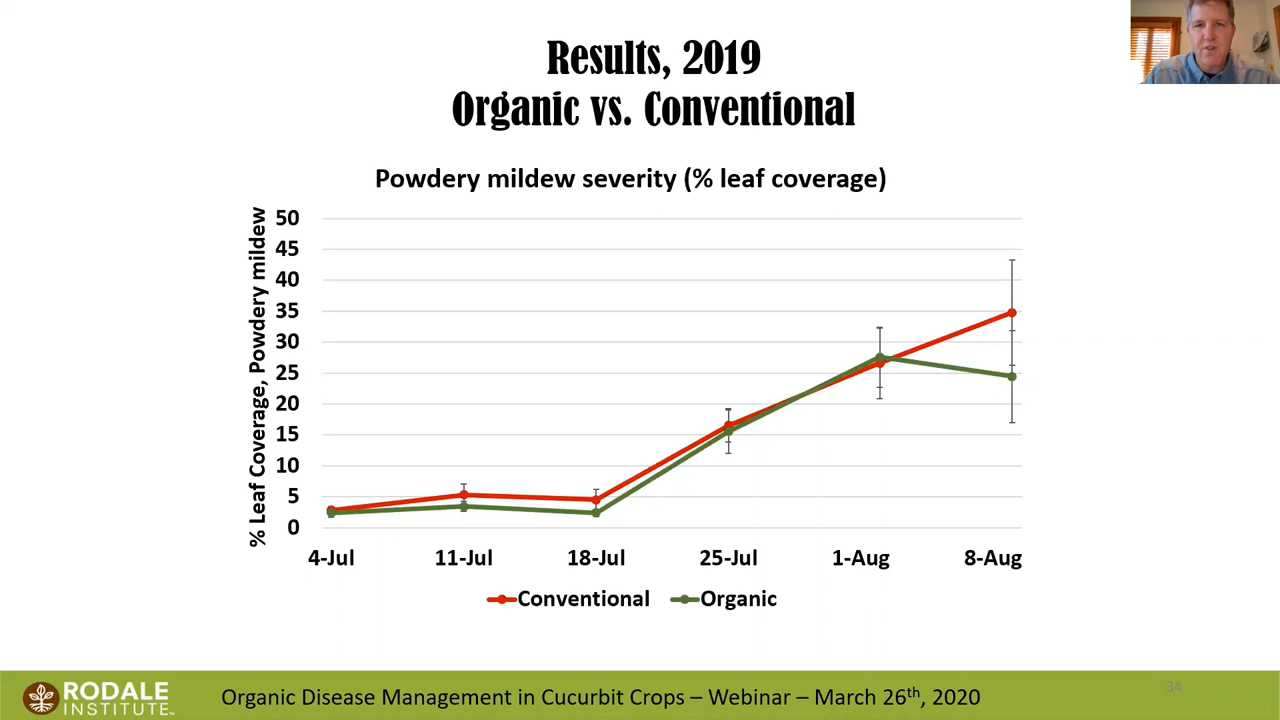 Results, 2019
Organic vs. Conventional
Powdery mildew severity (% leaf coverage)
% Leaf Coverage, Powdery mildew
50
45
40
35
30
25
20
15
10
5
0
4-Jul 11-Jul 18-Jul 25-Jul 1-Aug 8-Aug
Conventional Organic
RODALE
INSTITUTE™
Organic Disease Management in Cucurbit Crops – Webinar – March 26th, 2020
34